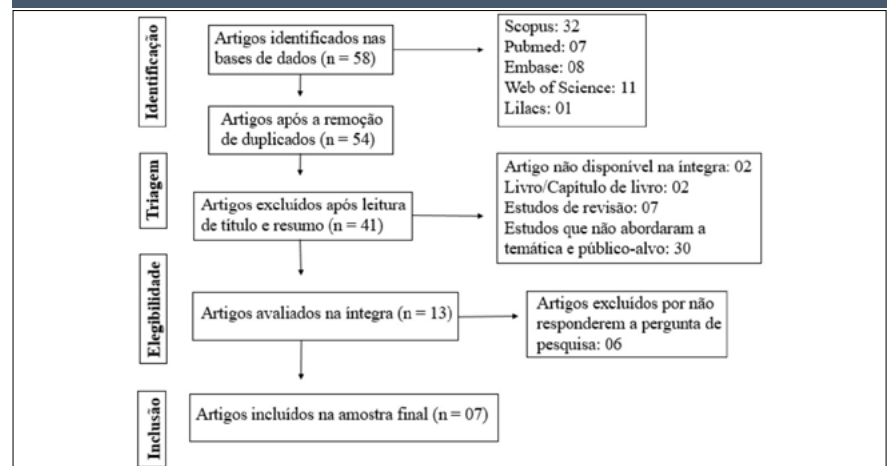 Identificação
Artigos identificados nas
bases de dados (n = 58)
Scopus: 32
Pubmed: 07
Embase: 08
Web of Science: 11
Lilacs: 01
Artigos após a remoção
de duplicados (n = 54)
Triagem
Artigos excluídos após leitura
de título e resumo (n = 41)
Artigo não disponível na íntegra: 02
Livro/Capítulo de livro: 02
Estudos de revisão: 07
Estudos que não abordaram a
temática e público-alvo: 30
Elegibilidade
Artigos avaliados na íntegra (n = 13)
Artigos excluídos por não
responderem a pergunta de
pesquisa: 06
Inclusão
Artigos incluídos na amostra final (n = 07)